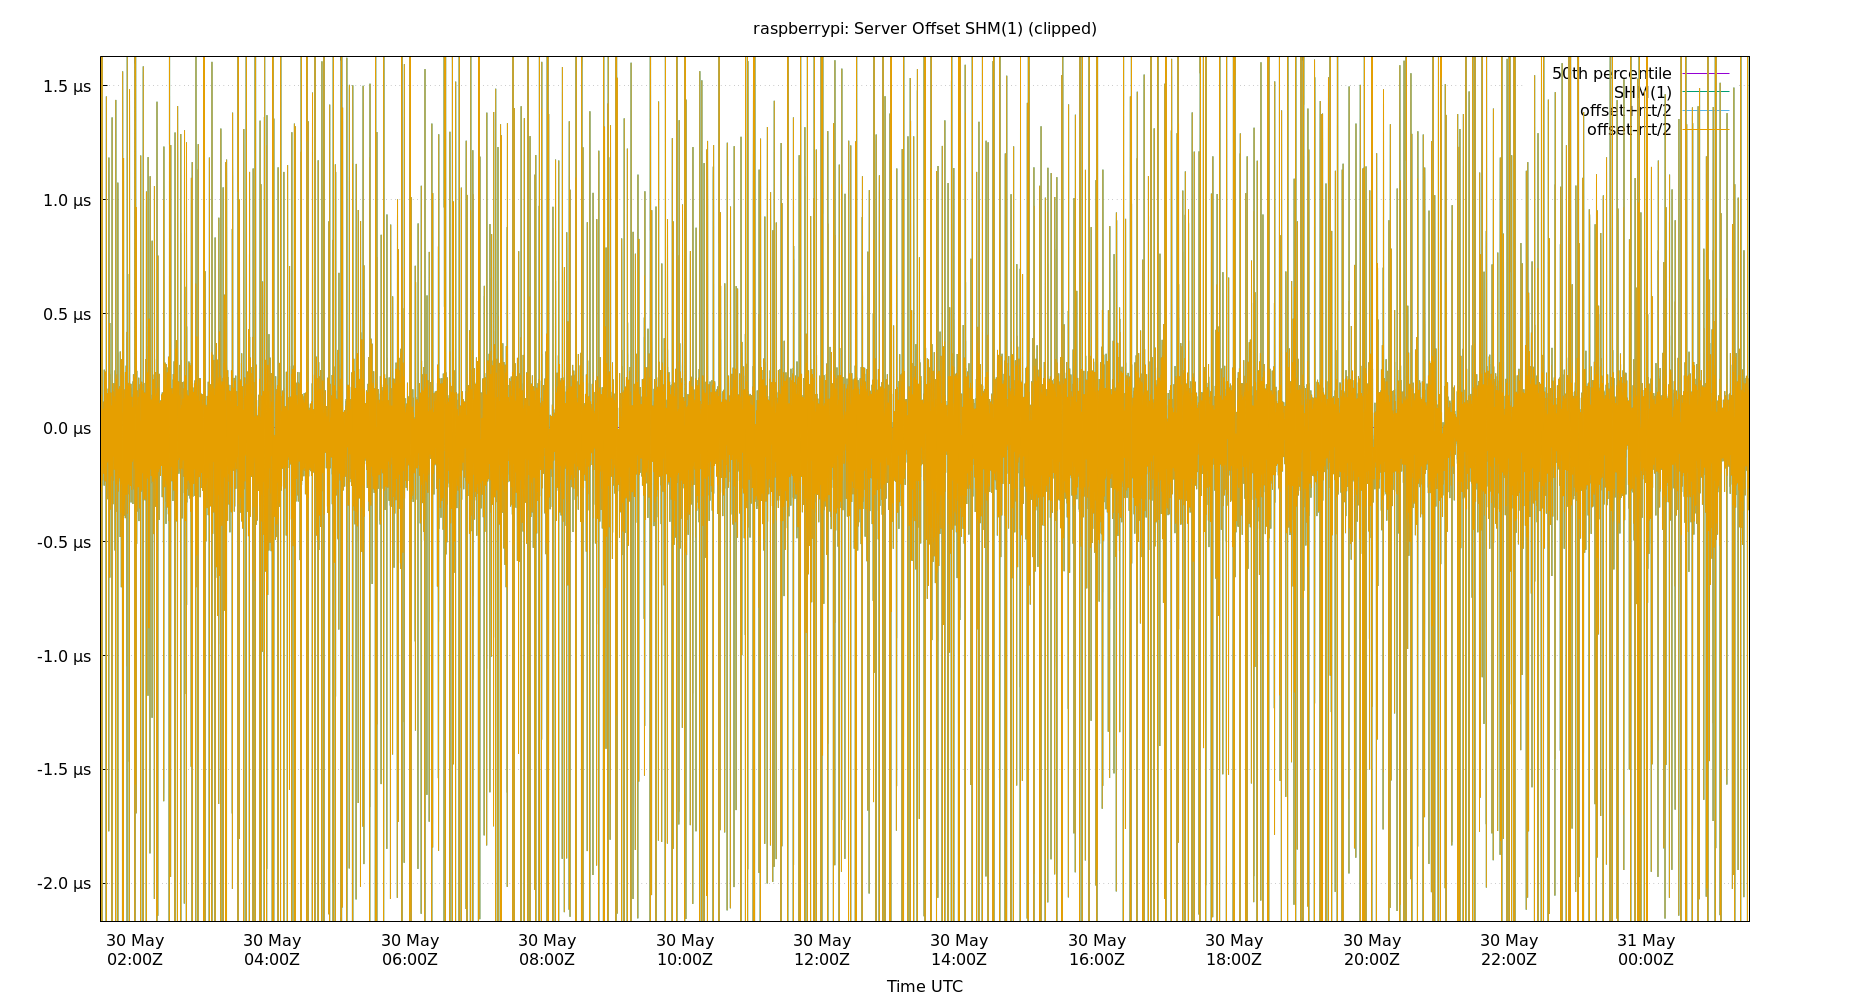 raspberrypi: Server Offset SHM(1) (clipped)
50th percentile
SHM(1)
offset+rtt/2
offset-rtt/2
1.5 µs
1.0 µs
0.5 µs
0.0 µs
-0.5 µs
-1.0 µs
-1.5 µs
-2.0 µs
30 May 30 May 30 May 30 May 30 May 30 May 30 May 30 May 30 May 30 May 30 May 31 May
02:00Z 04:00Z 06:00Z 08:00Z 10:00Z 12:00Z 14:00Z 16:00Z 18:00Z 20:00Z 22:00Z 00:00Z
Time UTC